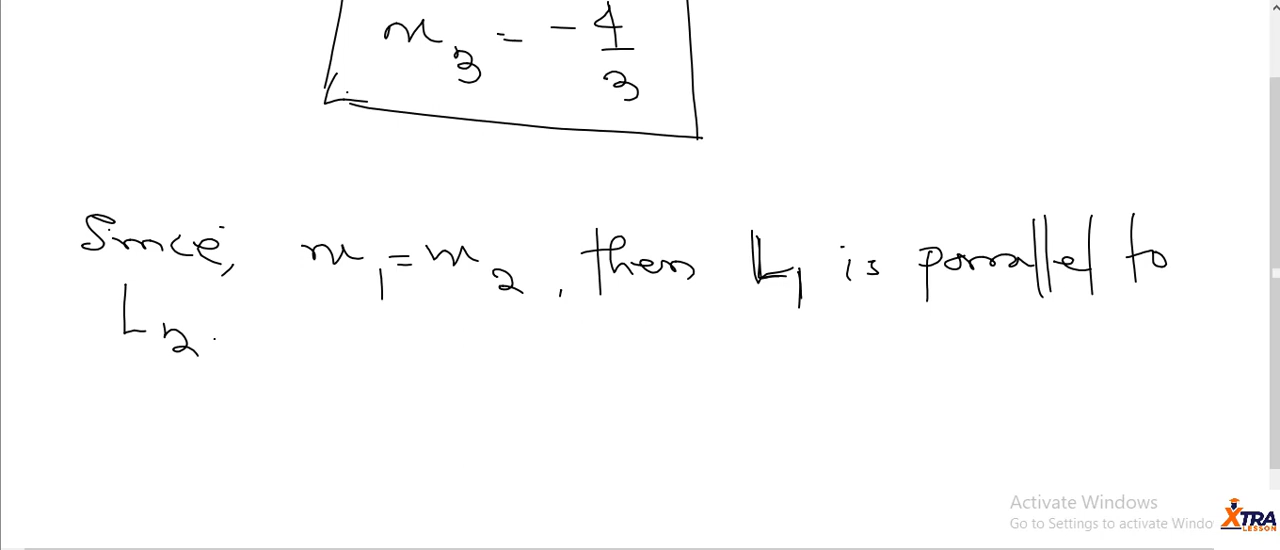 m₃ = -4/3
Since, m₁ = m₂, then L₁ is parallel to
L₂.
Activate Windows
Go to Settings to activate Windo
XTRA
LESSON